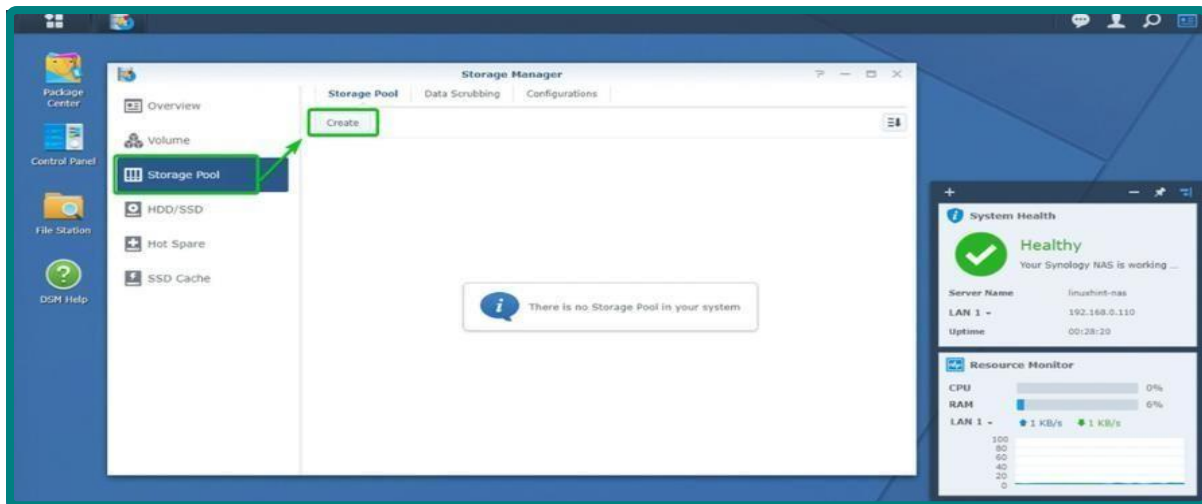 Storage Manager
Package
Center
Control Panel
File Station
DSM Help
Overview
Volume
Storage Pool
HDD/SSD
Hot Spare
SSD Cache
Storage Pool Data Scrubbing Configurations
Create
There is no Storage Pool in your system
System Health
Healthy
Your Synology NAS is working ...
Server Name linuxhint-nas
LAN 1 192.168.0.110
Uptime 00:28:20
Resource Monitor
CPU 0%
RAM 6%
LAN 1 1 KB/s 1 KB/s
100
80
60
40
20
0